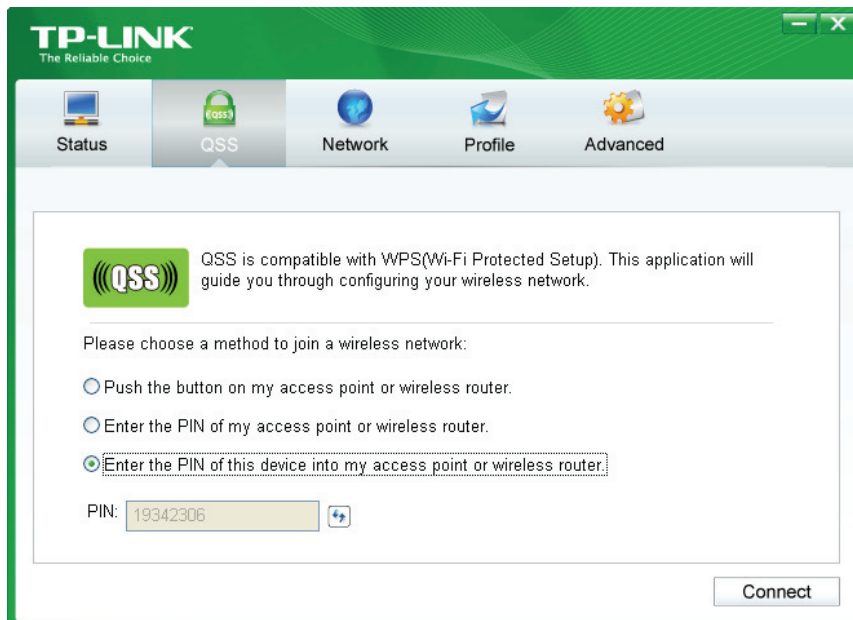 TP-LINK
The Reliable Choice
Status
QSS
Network
Profile
Advanced
QSS is compatible with WPS(Wi-Fi Protected Setup). This application will
guide you through configuring your wireless network.
QSS
Please choose a method to join a wireless network:
Push the button on my access point or wireless router.
Enter the PIN of my access point or wireless router.
Enter the PIN of this device into my access point or wireless router.
PIN: 19342306
Connect